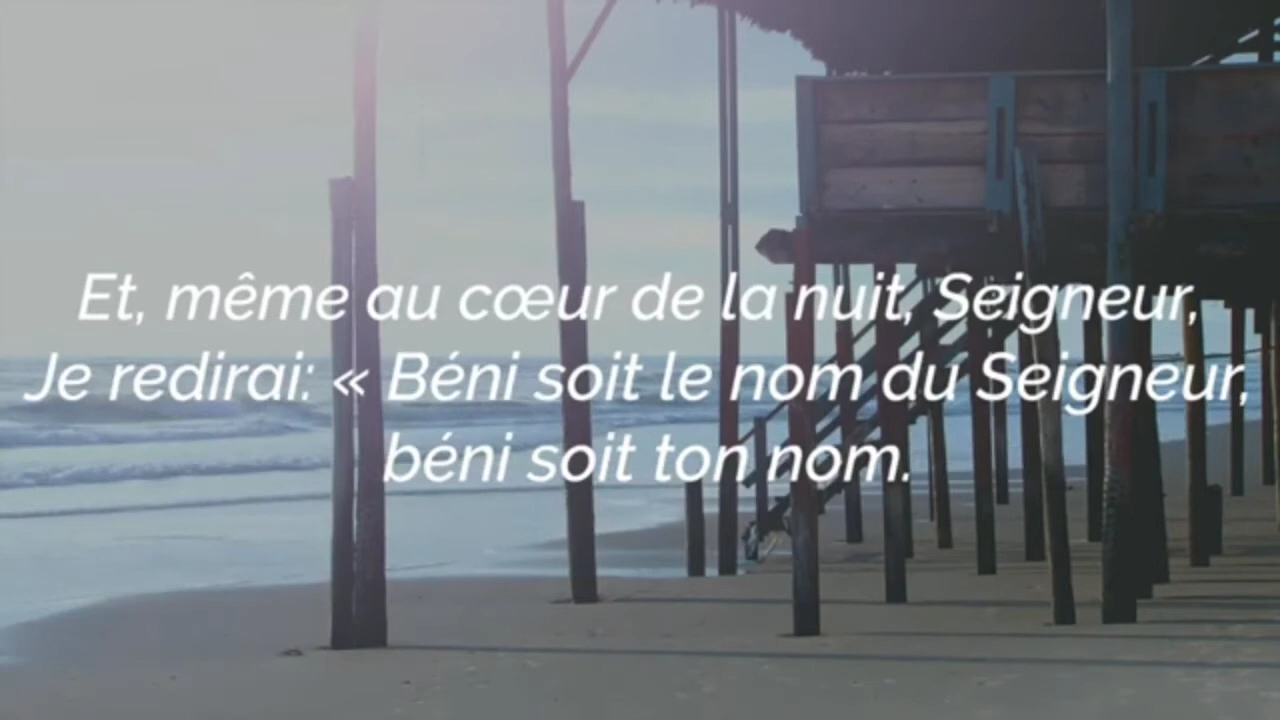 Et, même au cœur de la nuit, Seigneur,
Je redirai: « Béni soit le nom du Seigneur,
béni soit ton nom.